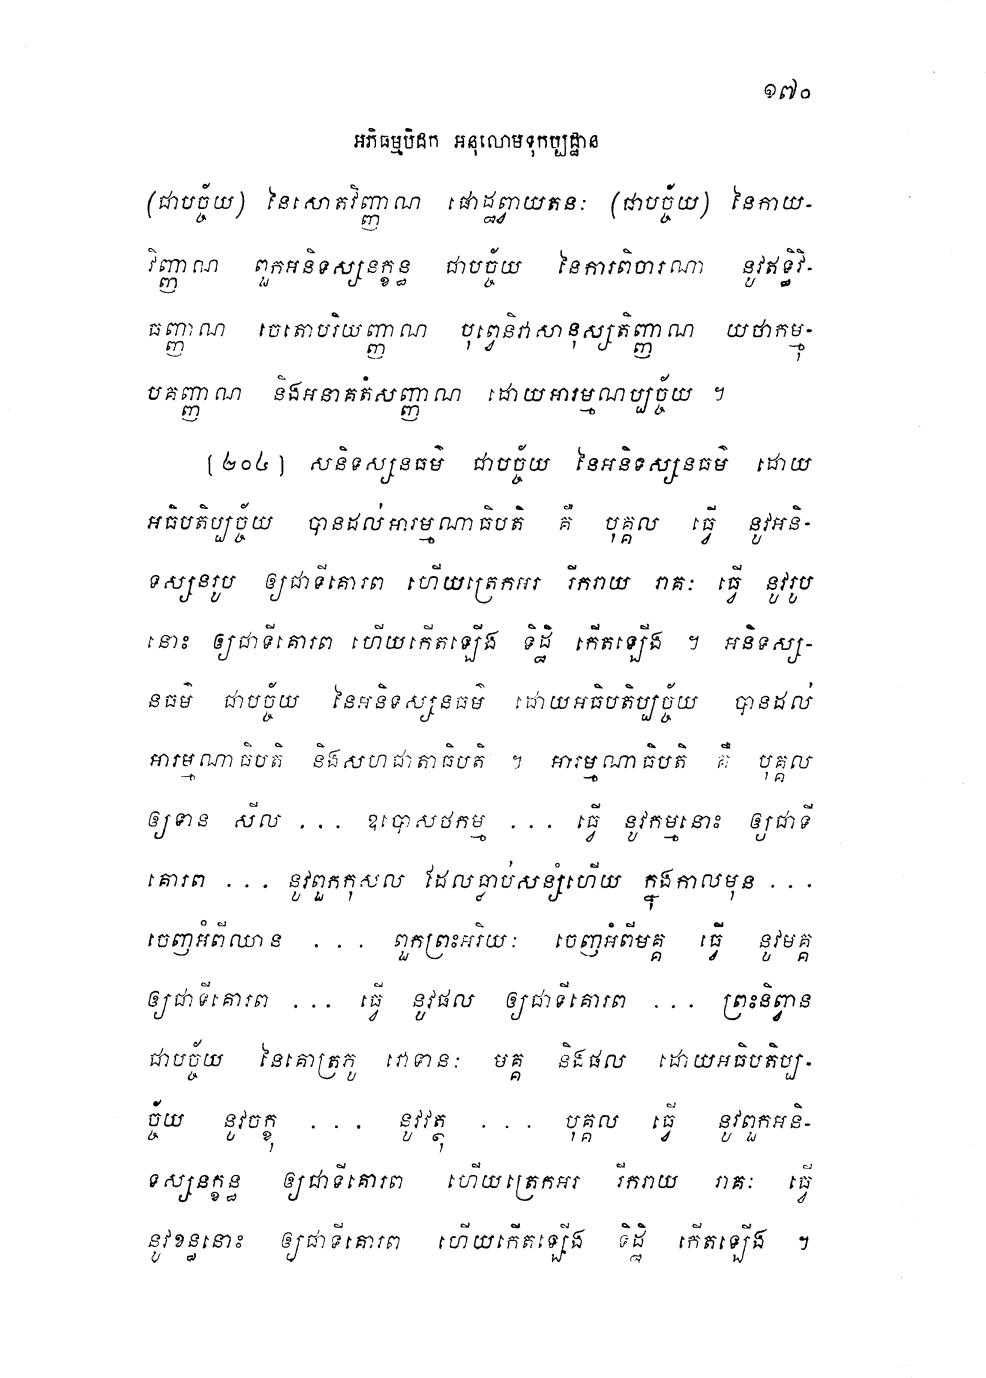 ១៧០
អភិធម្មបិដក អនុលោមទុកប្បដ្ឋាន
(ជាបច្ច័យ) នៃសោតវិញ្ញាណ ផោដ្ឋព្វាយតនៈ (ជាបច្ច័យ) នៃកាយ-
វិញ្ញាណ ពួកអនិទស្សនក្ខន្ធ ជាបច្ច័យ នៃការពិចារណា នូវឥទ្ធិវិ-
ធញ្ញាណ ចេតោបរិយញ្ញាណ បុព្វេនិវាសានុស្សតិញ្ញាណ យថាកម្មុ-
បគញ្ញាណ និងអនាគតំសញ្ញាណ ដោយអារម្មណប្បច្ច័យ ។
[២០៤] សនិទស្សនធម៌ ជាបច្ច័យ នៃអនិទស្សនធម៌ ដោយ
អធិបតិប្បច្ច័យ បានដល់អារម្មណាធិបតិ គឺ បុគ្គល ធ្វើ នូវអនិ-
ទស្សនរូប ឲ្យជាទីគោរព ហើយត្រេកអរ រីករាយ រាគៈ ធ្វើ នូវរូប
នោះ ឲ្យជាទីគោរព ហើយកើតឡើង ទិដ្ឋិ កើតឡើង ។ អនិទស្ស-
នធម៌ ជាបច្ច័យ នៃអនិទស្សនធម៌ ដោយអធិបតិប្បច្ច័យ បានដល់
អារម្មណាធិបតិ និងសហជាតាធិបតិ ។ អារម្មណាធិបតិ គឺ បុគ្គល
ឲ្យទាន សីល ... ឧបោសថកម្ម ... ធ្វើ នូវកម្មនោះ ឲ្យជាទី
គោរព ... នូវពួកកុសល ដែលធ្លាប់សន្សំហើយ ក្នុងកាលមុន ...
ចេញអំពីឈាន ... ពួកព្រះអរិយៈ ចេញអំពីមគ្គ ធ្វើ នូវមគ្គ
ឲ្យជាទីគោរព ... ធ្វើ នូវផល ឲ្យជាទីគោរព ... ព្រះនិព្វាន
ជាបច្ច័យ នៃគោត្រភូ វោទានៈ មគ្គ និងផល ដោយអធិបតិប្ប-
ច្ច័យ នូវចក្ខុ ... នូវវត្ថុ ... បុគ្គល ធ្វើ នូវពួកអនិ-
ទស្សនក្ខន្ធ ឲ្យជាទីគោរព ហើយត្រេកអរ រីករាយ រាគៈ ធ្វើ
នូវខន្ធនោះ ឲ្យជាទីគោរព ហើយកើតឡើង ទិដ្ឋិ កើតឡើង ។